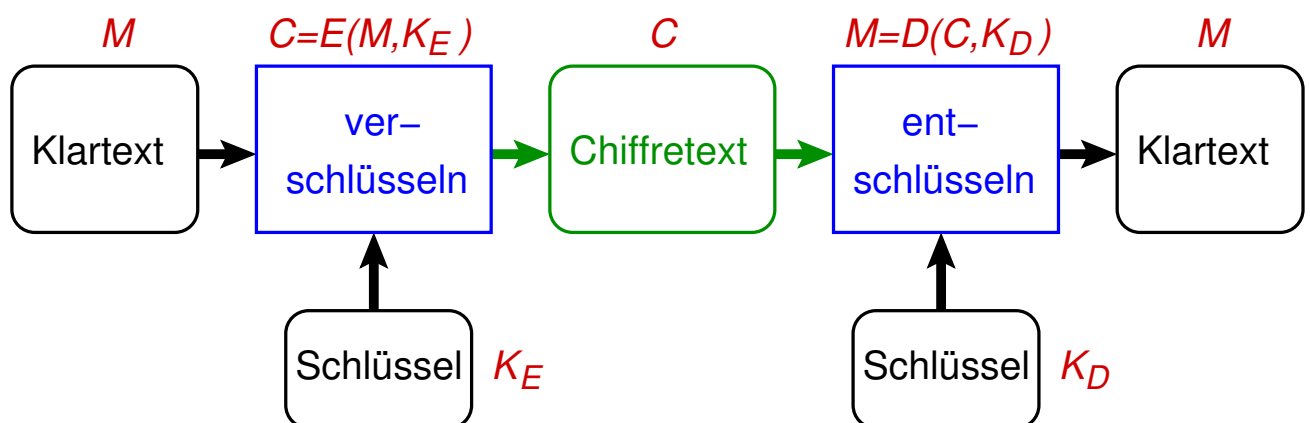 M C=E(M,K_E) C M=D(C,K_D) M
Klartext
ver–
schlüsseln
Chiffretext
ent–
schlüsseln
Klartext
Schlüssel K_E
Schlüssel K_D